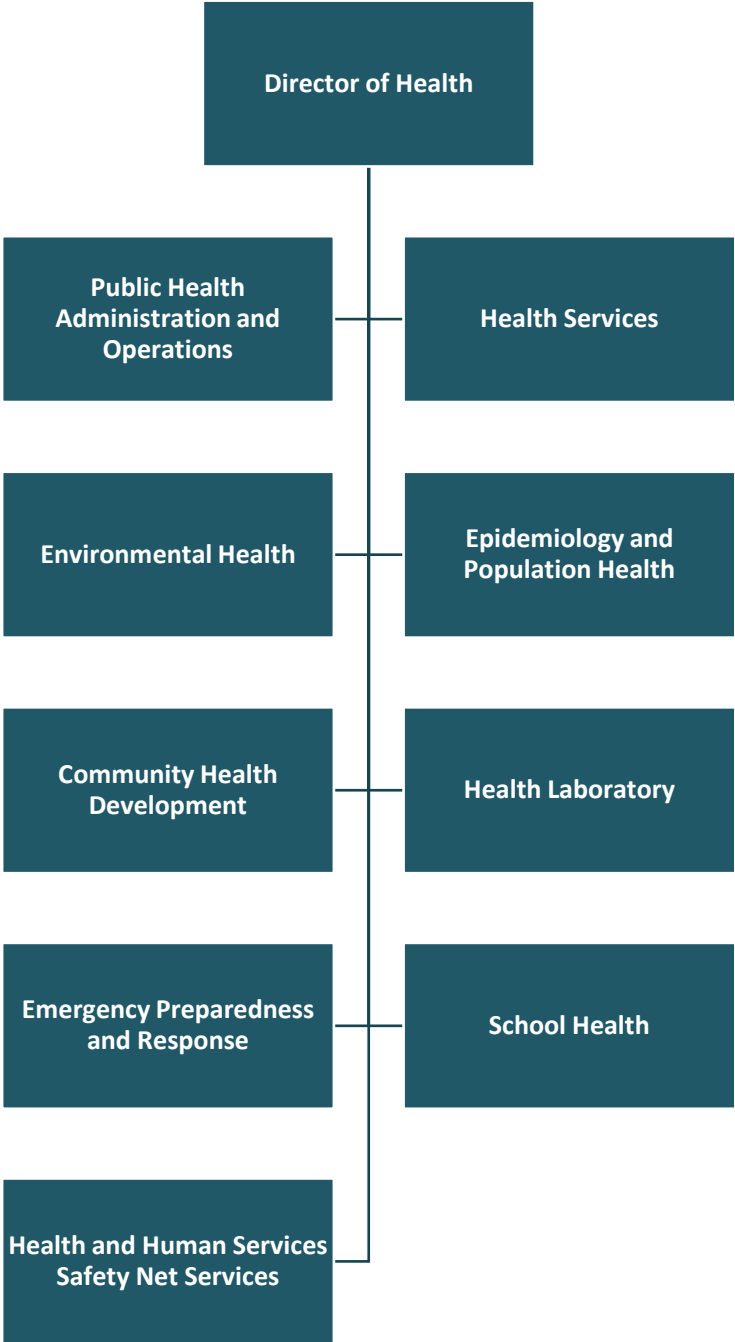 Director of Health
Public Health
Administration and
Operations
Health Services
Environmental Health
Epidemiology and
Population Health
Community Health
Development
Health Laboratory
Emergency Preparedness
and Response
School Health
Health and Human Services
Safety Net Services